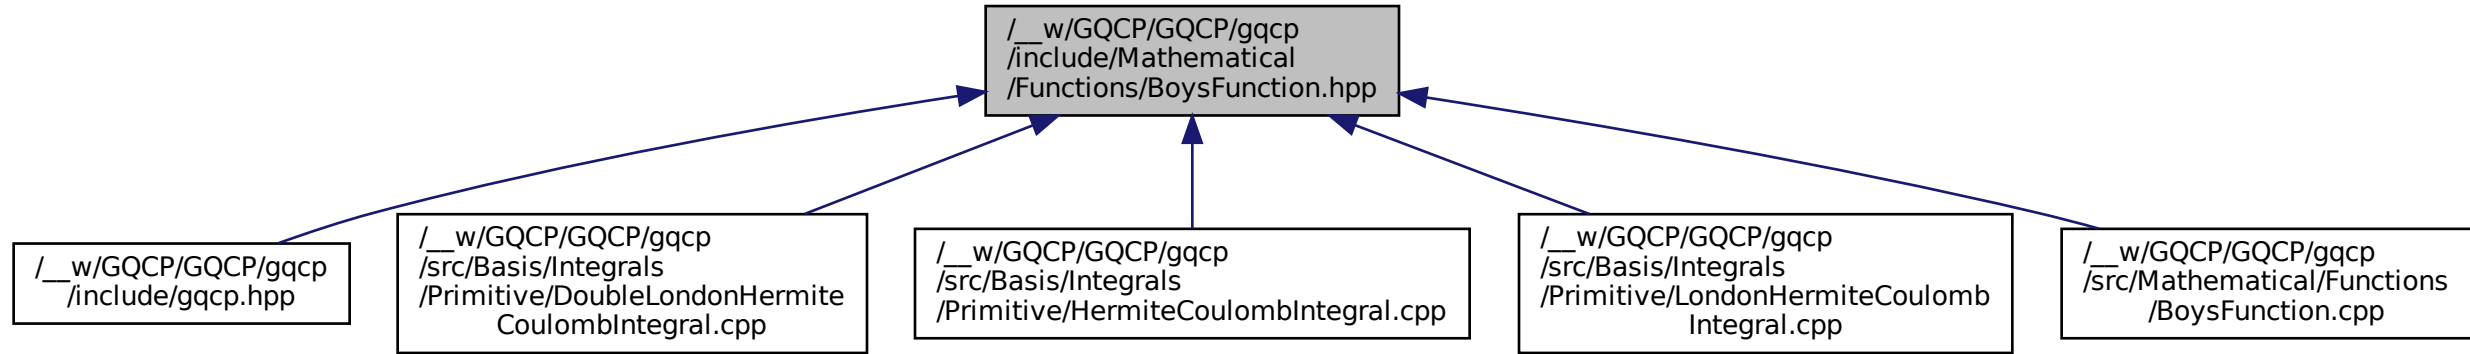 /__w/GQCP/GQCP/gqcp
/include/Mathematical
/Functions/BoysFunction.hpp
/__w/GQCP/GQCP/gqcp
/include/gqcp.hpp
/__w/GQCP/GQCP/gqcp
/src/Basis/Integrals
/Primitive/DoubleLondonHermite
CoulombIntegral.cpp
/__w/GQCP/GQCP/gqcp
/src/Basis/Integrals
/Primitive/HermiteCoulombIntegral.cpp
/__w/GQCP/GQCP/gqcp
/src/Basis/Integrals
/Primitive/LondonHermiteCoulomb
Integral.cpp
/__w/GQCP/GQCP/gqcp
/src/Mathematical/Functions
/BoysFunction.cpp